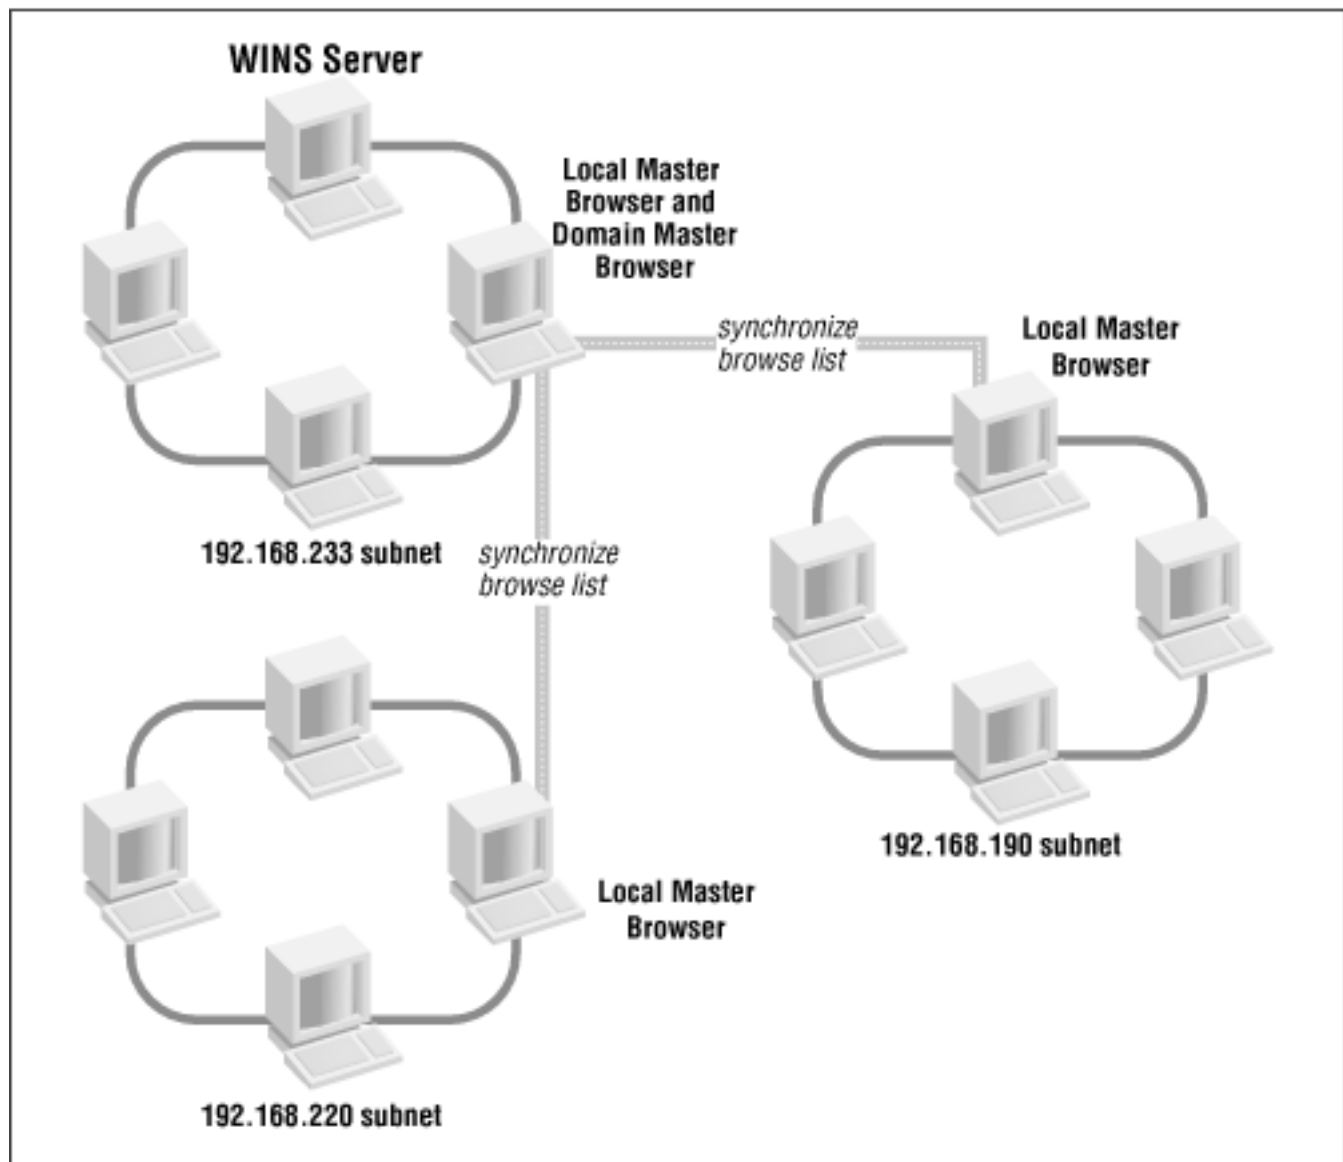 WINS Server
Local Master
Browser and
Domain Master
Browser
synchronize
browse list
Local Master
Browser
192.168.233 subnet
synchronize
browse list
192.168.190 subnet
Local Master
Browser
192.168.220 subnet